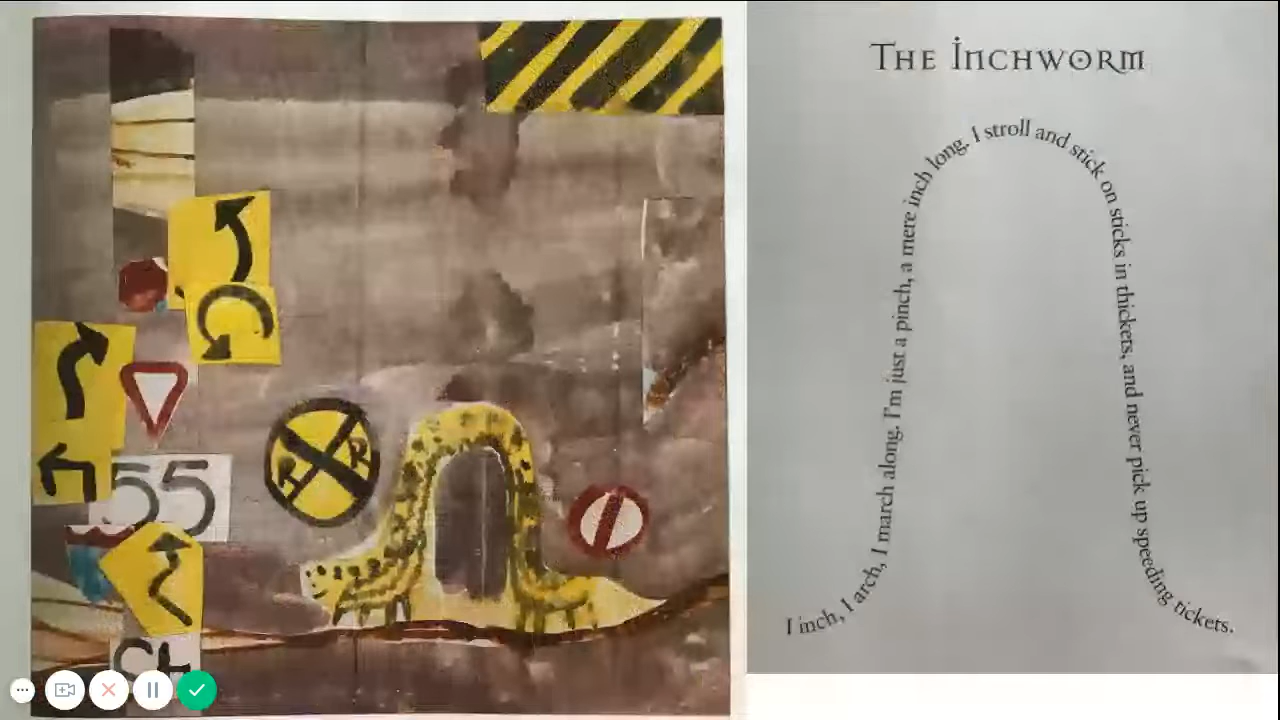 55
R R
CH
THE INCHWORM
I inch, I arch, I march along. I'm just a pinch, a mere inch long. I stroll and stick on sticks in thickets, and never pick up speeding tickets.